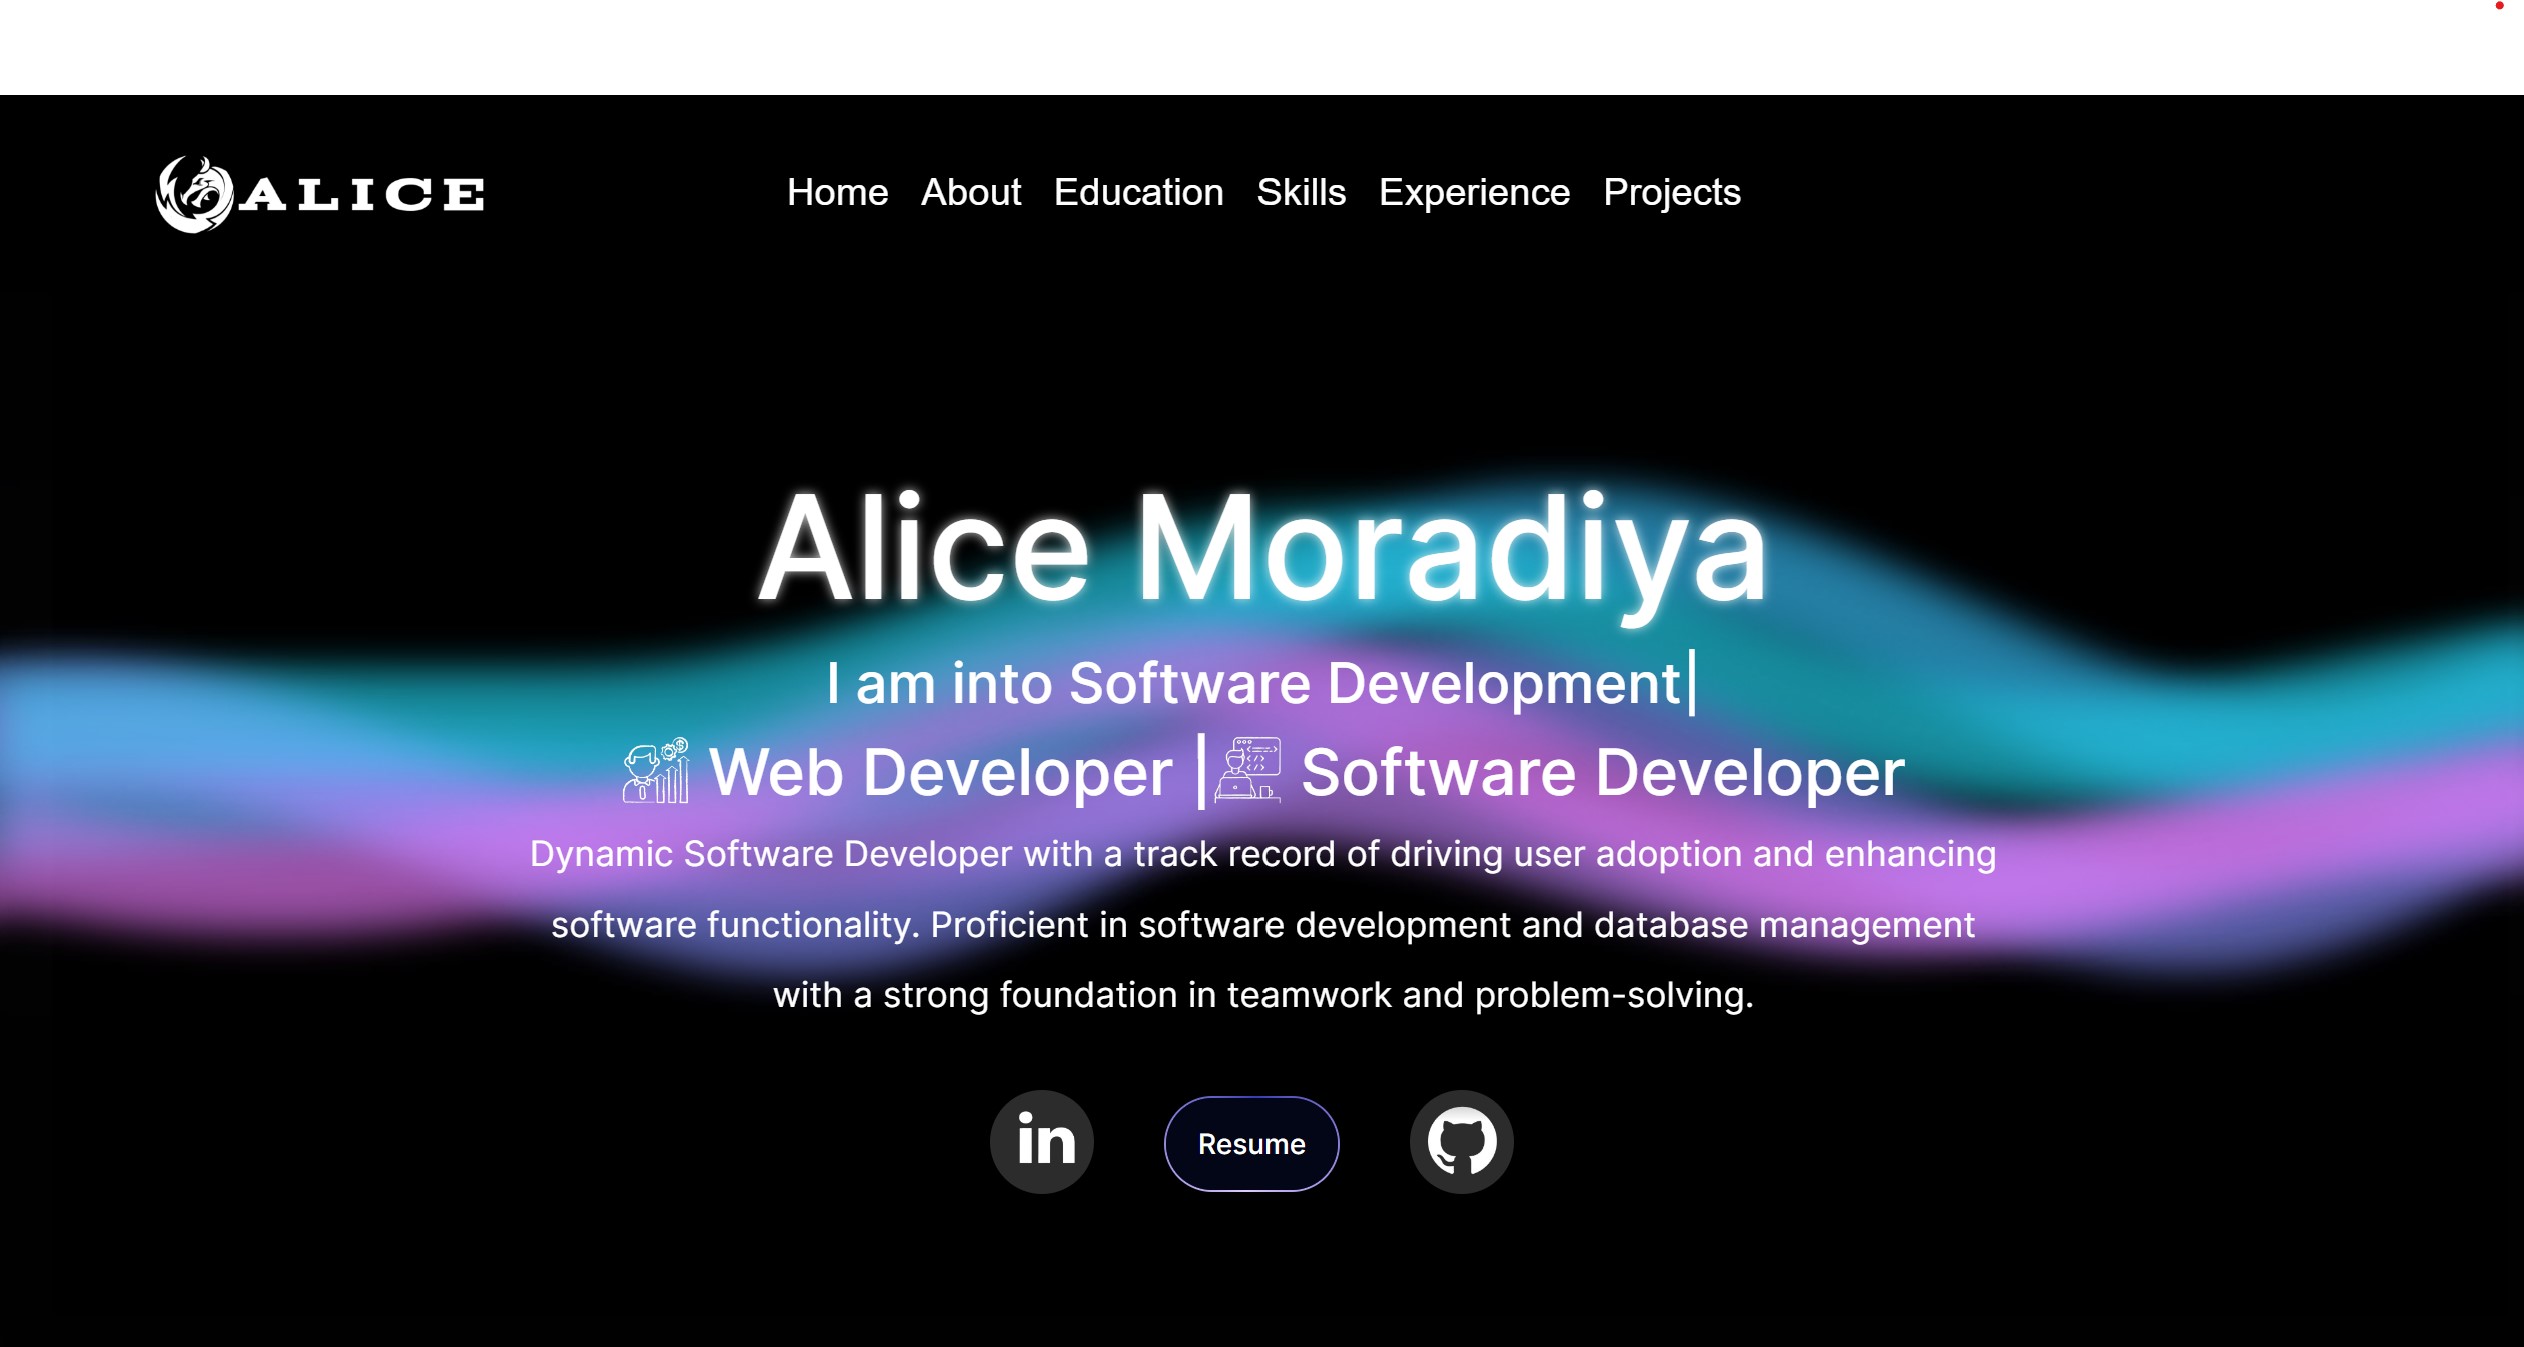 ALICE
Home About Education Skills Experience Projects
Alice Moradiya
I am into Software Development|
Web Developer | Software Developer
Dynamic Software Developer with a track record of driving user adoption and enhancing
software functionality. Proficient in software development and database management
with a strong foundation in teamwork and problem-solving.
in Resume